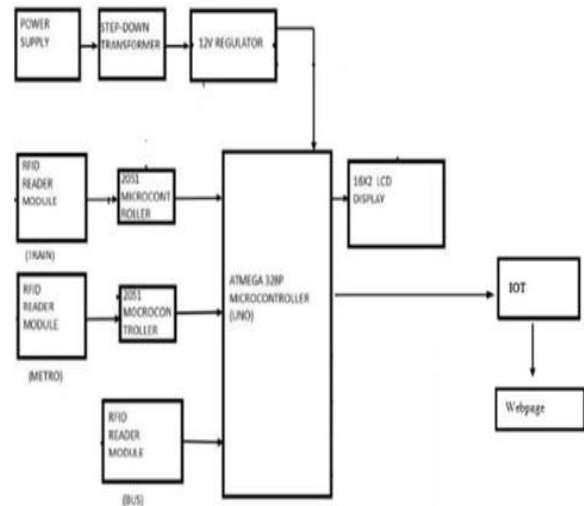 POWER
SUPPLY
STEP-DOWN
TRANSFORMER
12V REGULATOR
RFID
READER
MODULE
(TRAIN)
2051
MICROCONT
ROLLER
ATMEGA 328P
MICROCONTROLLER
(UNO)
16X2 LCD
DISPLAY
RFID
READER
MODULE
(METRO)
2051
MOCROCON
TROLLER
IOT
Webpage
RFID
READER
MODULE
(BUS)